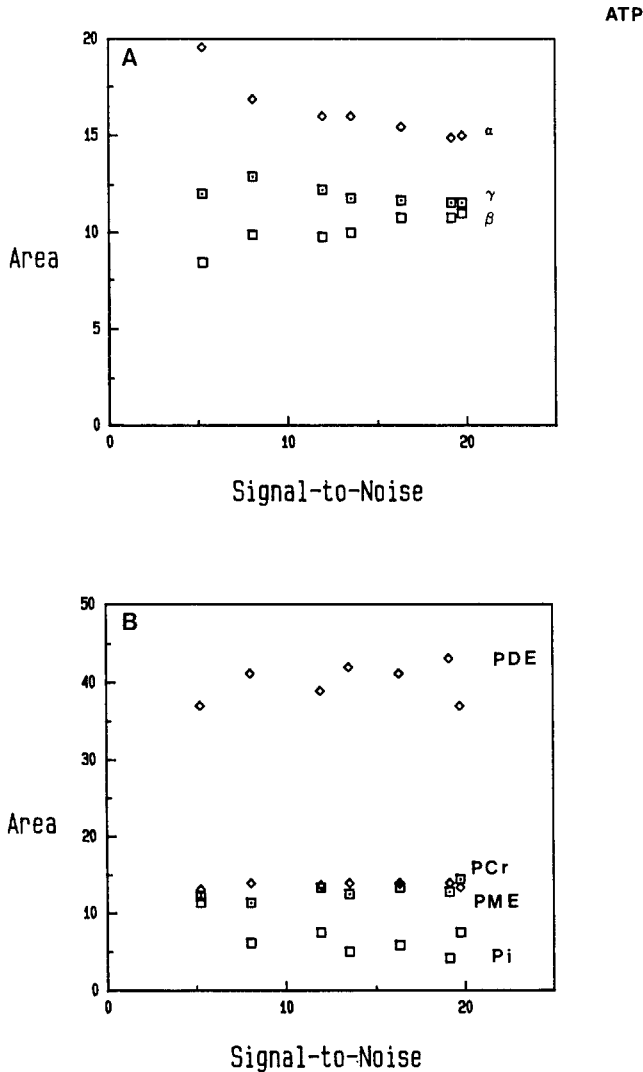 ATP
A
20
15
10
5
0
α
γ
β
Area
0 10 20
Signal-to-Noise
B
50
40
30
20
10
0
PDE
PCr
PME
Pi
Area
0 10 20
Signal-to-Noise